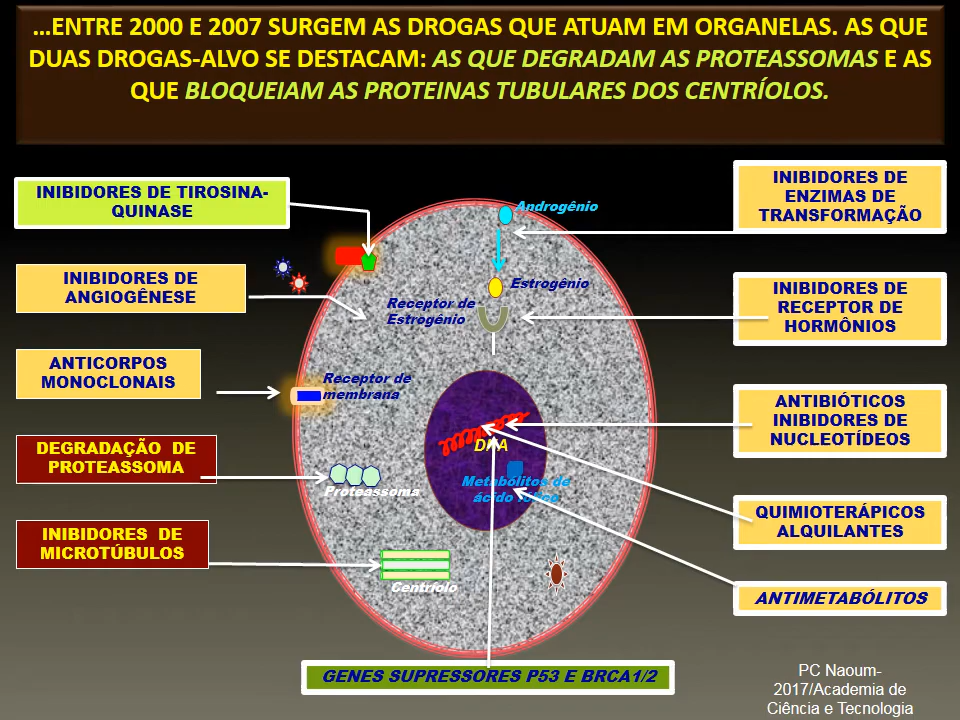 …ENTRE 2000 E 2007 SURGEM AS DROGAS QUE ATUAM EM ORGANELAS. AS QUE
DUAS DROGAS-ALVO SE DESTACAM: AS QUE DEGRADAM AS PROTEASSOMAS E AS
QUE BLOQUEIAM AS PROTEINAS TUBULARES DOS CENTRÍOLOS.
INIBIDORES DE TIROSINA-
QUINASE
INIBIDORES DE
ANGIOGÊNESE
ANTICORPOS
MONOCLONAIS
DEGRADAÇÃO DE
PROTEASSOMA
INIBIDORES DE
MICROTÚBULOS
Androgênio
Estrogênio
Receptor de
Estrogênio
Receptor de
membrana
DNA
Metabólitos de
ácido fólico
Proteassoma
Centríolo
INIBIDORES DE
ENZIMAS DE
TRANSFORMAÇÃO
INIBIDORES DE
RECEPTOR DE
HORMÔNIOS
ANTIBIÓTICOS
INIBIDORES DE
NUCLEOTÍDEOS
QUIMIOTERÁPICOS
ALQUILANTES
ANTIMETABÓLITOS
GENES SUPRESSORES P53 E BRCA1/2
PC Naoum-
2017/Academia de
Ciência e Tecnologia